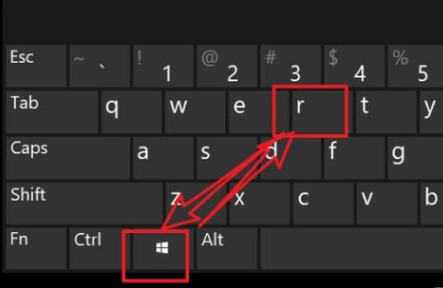 Esc ~ ` ! 1 @ 2 # 3 $ 4 % 5
Tab q w e r t y
Caps a s d f g
Shift z x c v b
Fn Ctrl Alt